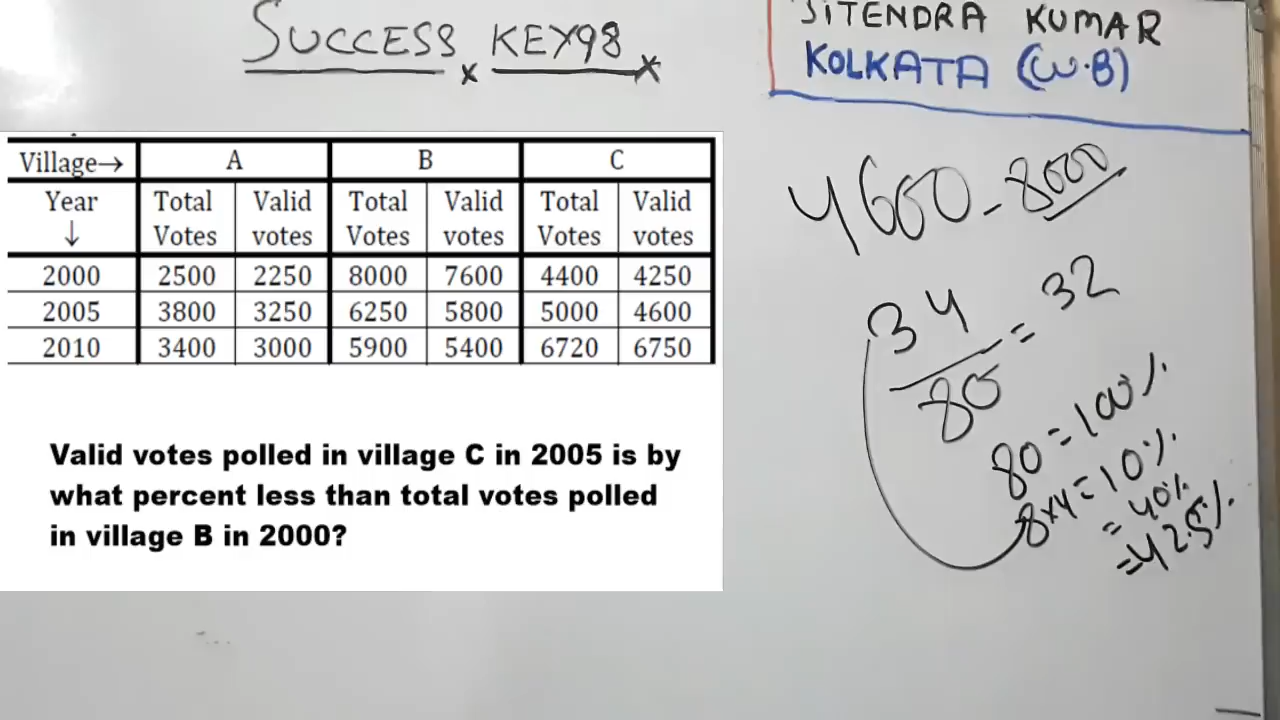 SUCCESS KEY98
JITENDRA KUMAR
KOLKATA (W.B)
Village→ A B C
Year ↓ Total Votes Valid votes Total Votes Valid votes Total Votes Valid votes
2000 2500 2250 8000 7600 4400 4250
2005 3800 3250 6250 5800 5000 4600
2010 3400 3000 5900 5400 6720 6750
Valid votes polled in village C in 2005 is by
what percent less than total votes polled
in village B in 2000?
4600 - 8000
34/80 = 32
80 = 100%
8×4 = 10%
= 40%
= 42.5%